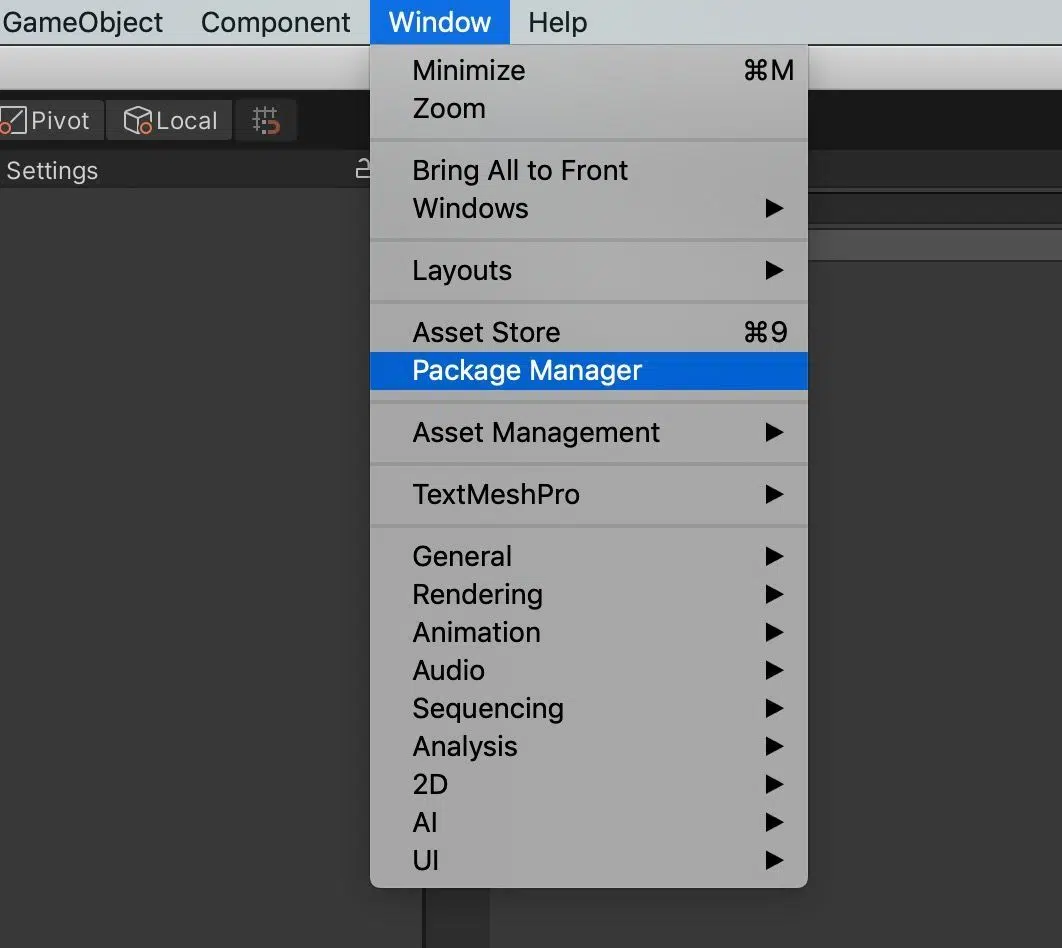 GameObject Component Window Help
Minimize ⌘M
Zoom
Pivot Local
Bring All to Front
Settings
Windows
Layouts
Asset Store ⌘9
Package Manager
Asset Management
TextMeshPro
General
Rendering
Animation
Audio
Sequencing
Analysis
2D
AI
UI